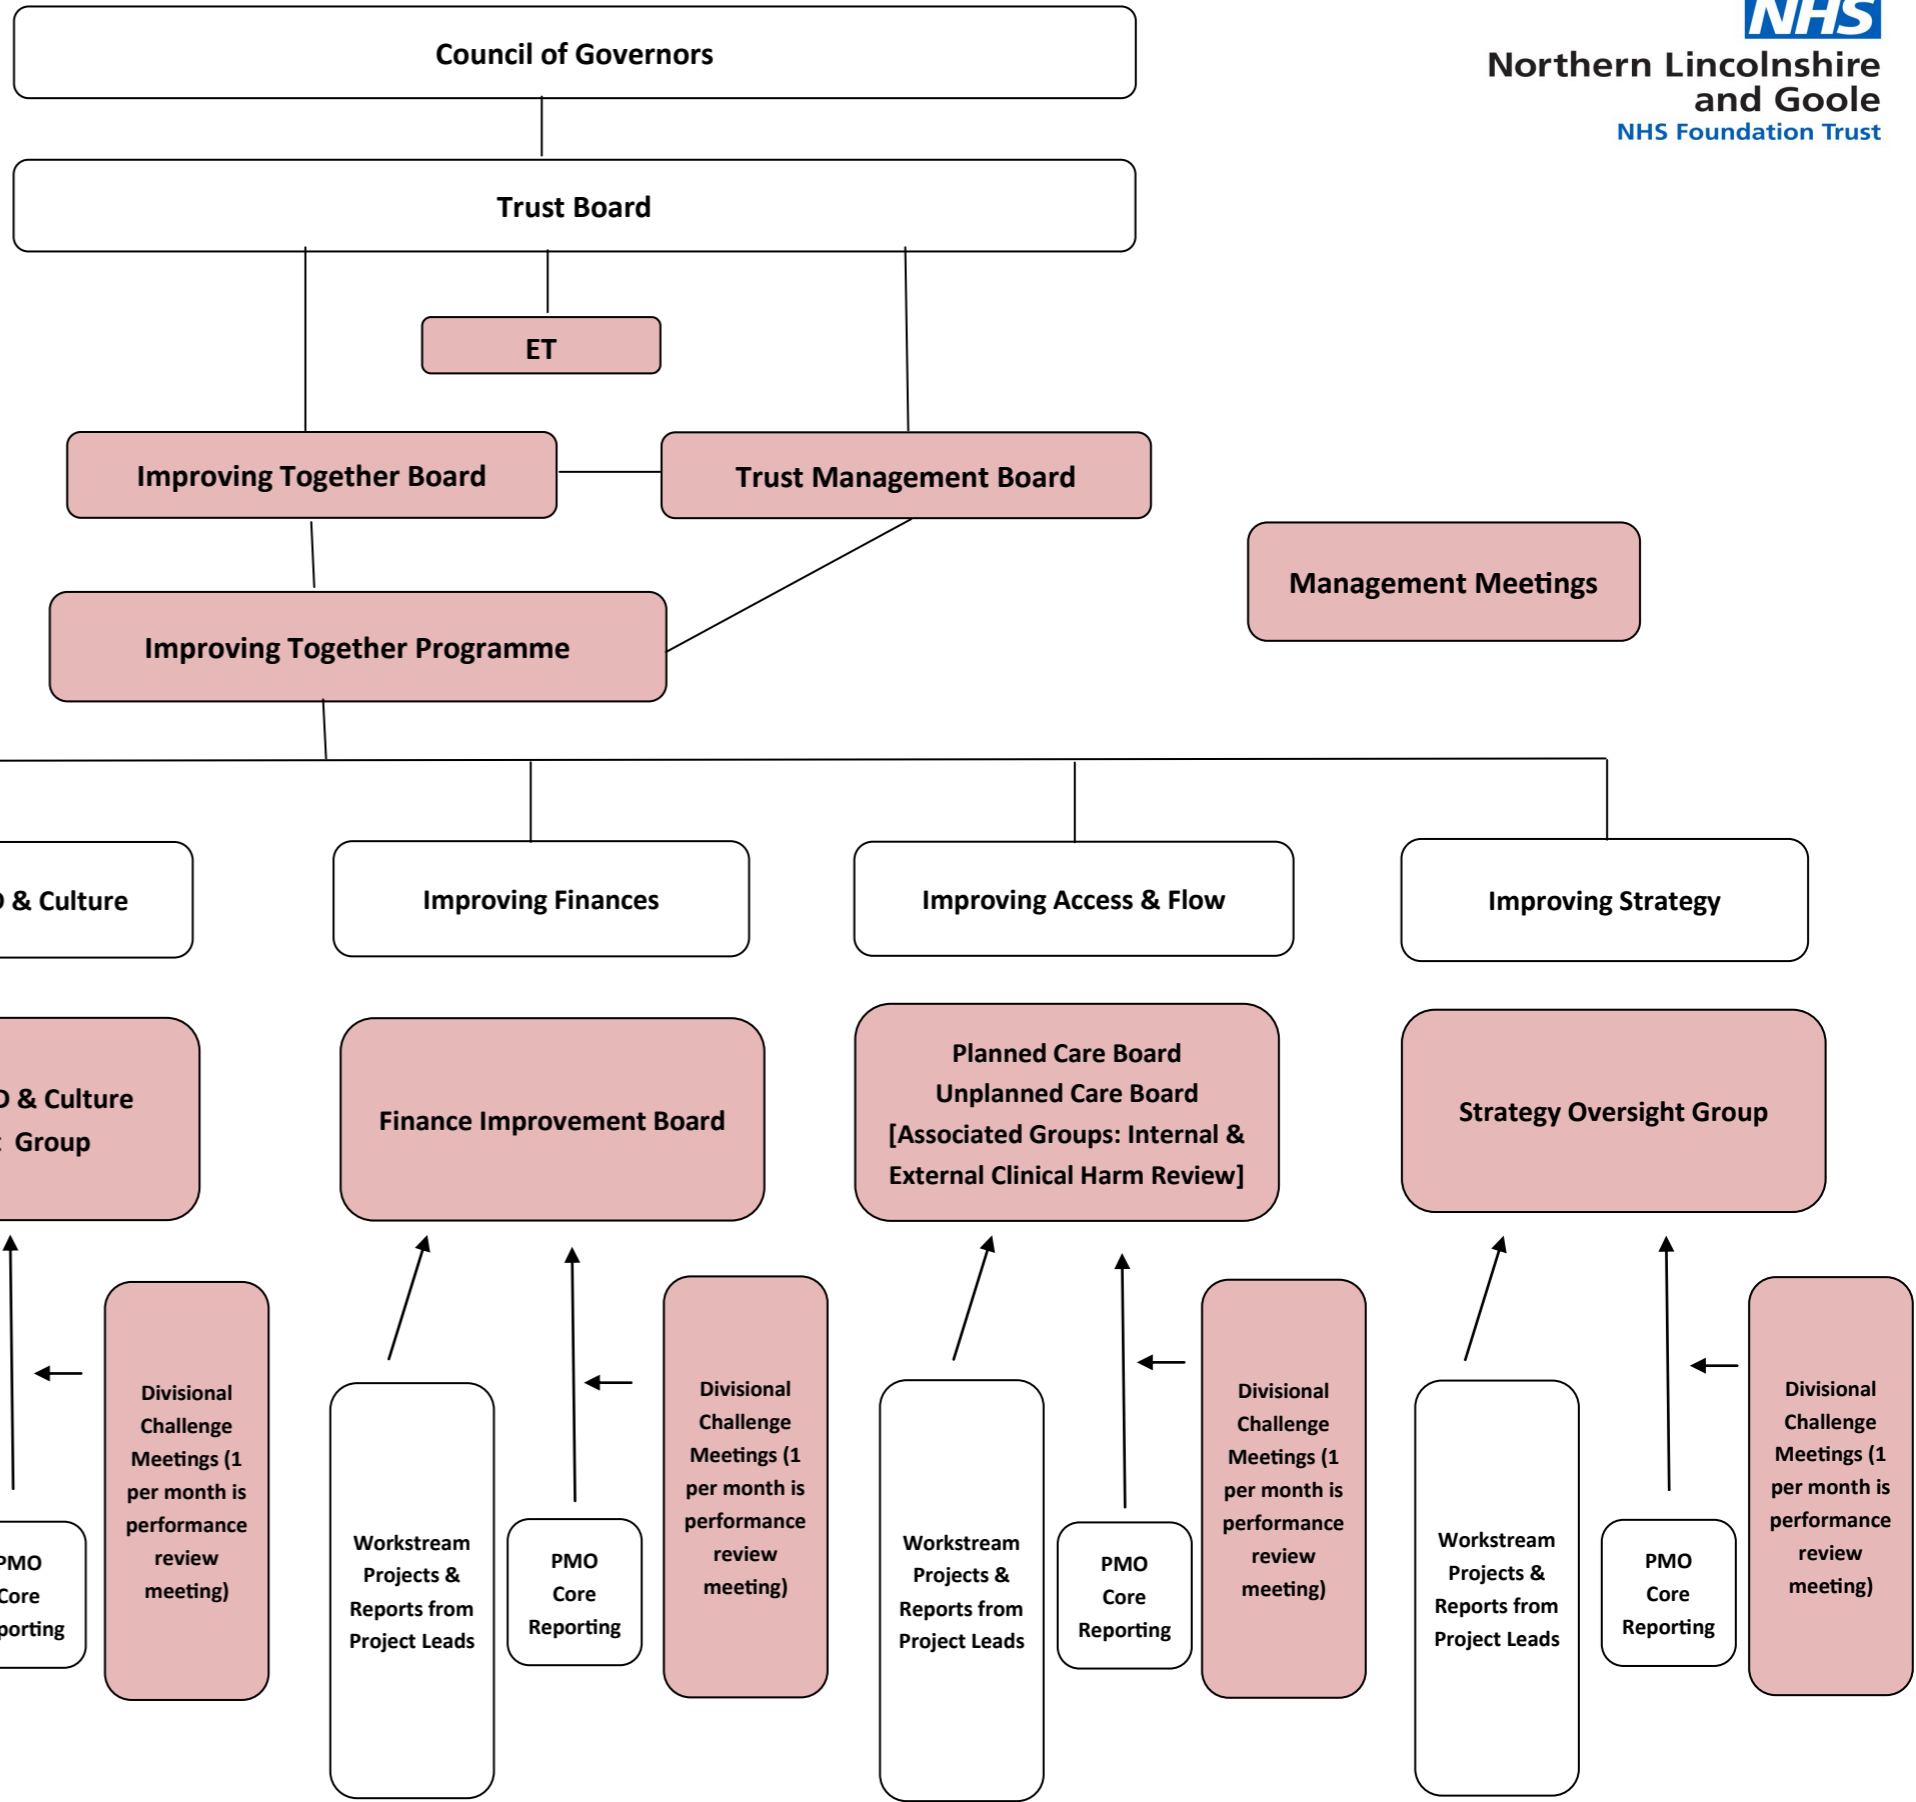 NHS
Northern Lincolnshire
and Goole
NHS Foundation Trust
Council of Governors
Trust Board
ET
Improving Together Board
Trust Management Board
Management Meetings
Improving Together Programme
& Culture
Improving Finances
Improving Access & Flow
Improving Strategy
& Culture
Group
Finance Improvement Board
Planned Care Board
Unplanned Care Board
[Associated Groups: Internal &
External Clinical Harm Review]
Strategy Oversight Group
PMO
Core
Divisional
Challenge
Meetings (1
per month is
performance
review
meeting)
Workstream
Projects &
Reports from
Project Leads
PMO
Core
Reporting
Divisional
Challenge
Meetings (1
per month is
performance
review
meeting)
Workstream
Projects &
Reports from
Project Leads
PMO
Core
Reporting
Divisional
Challenge
Meetings (1
per month is
performance
review
meeting)
Workstream
Projects &
Reports from
Project Leads
PMO
Core
Reporting
Divisional
Challenge
Meetings (1
per month is
performance
review
meeting)